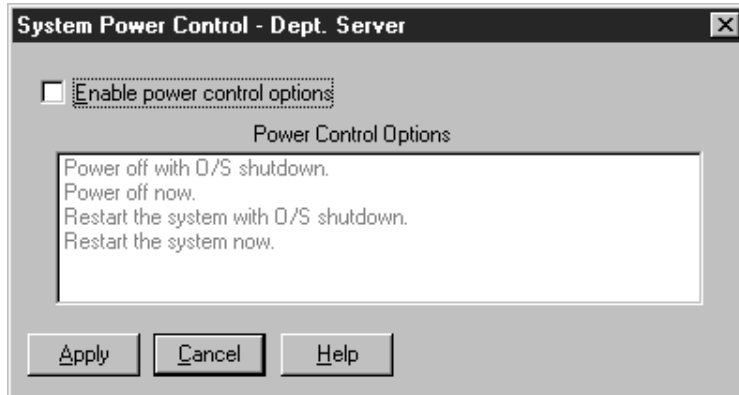 System Power Control - Dept. Server
Enable power control options
Power Control Options
Power off with O/S shutdown.
Power off now.
Restart the system with O/S shutdown.
Restart the system now.
Apply
Cancel
Help